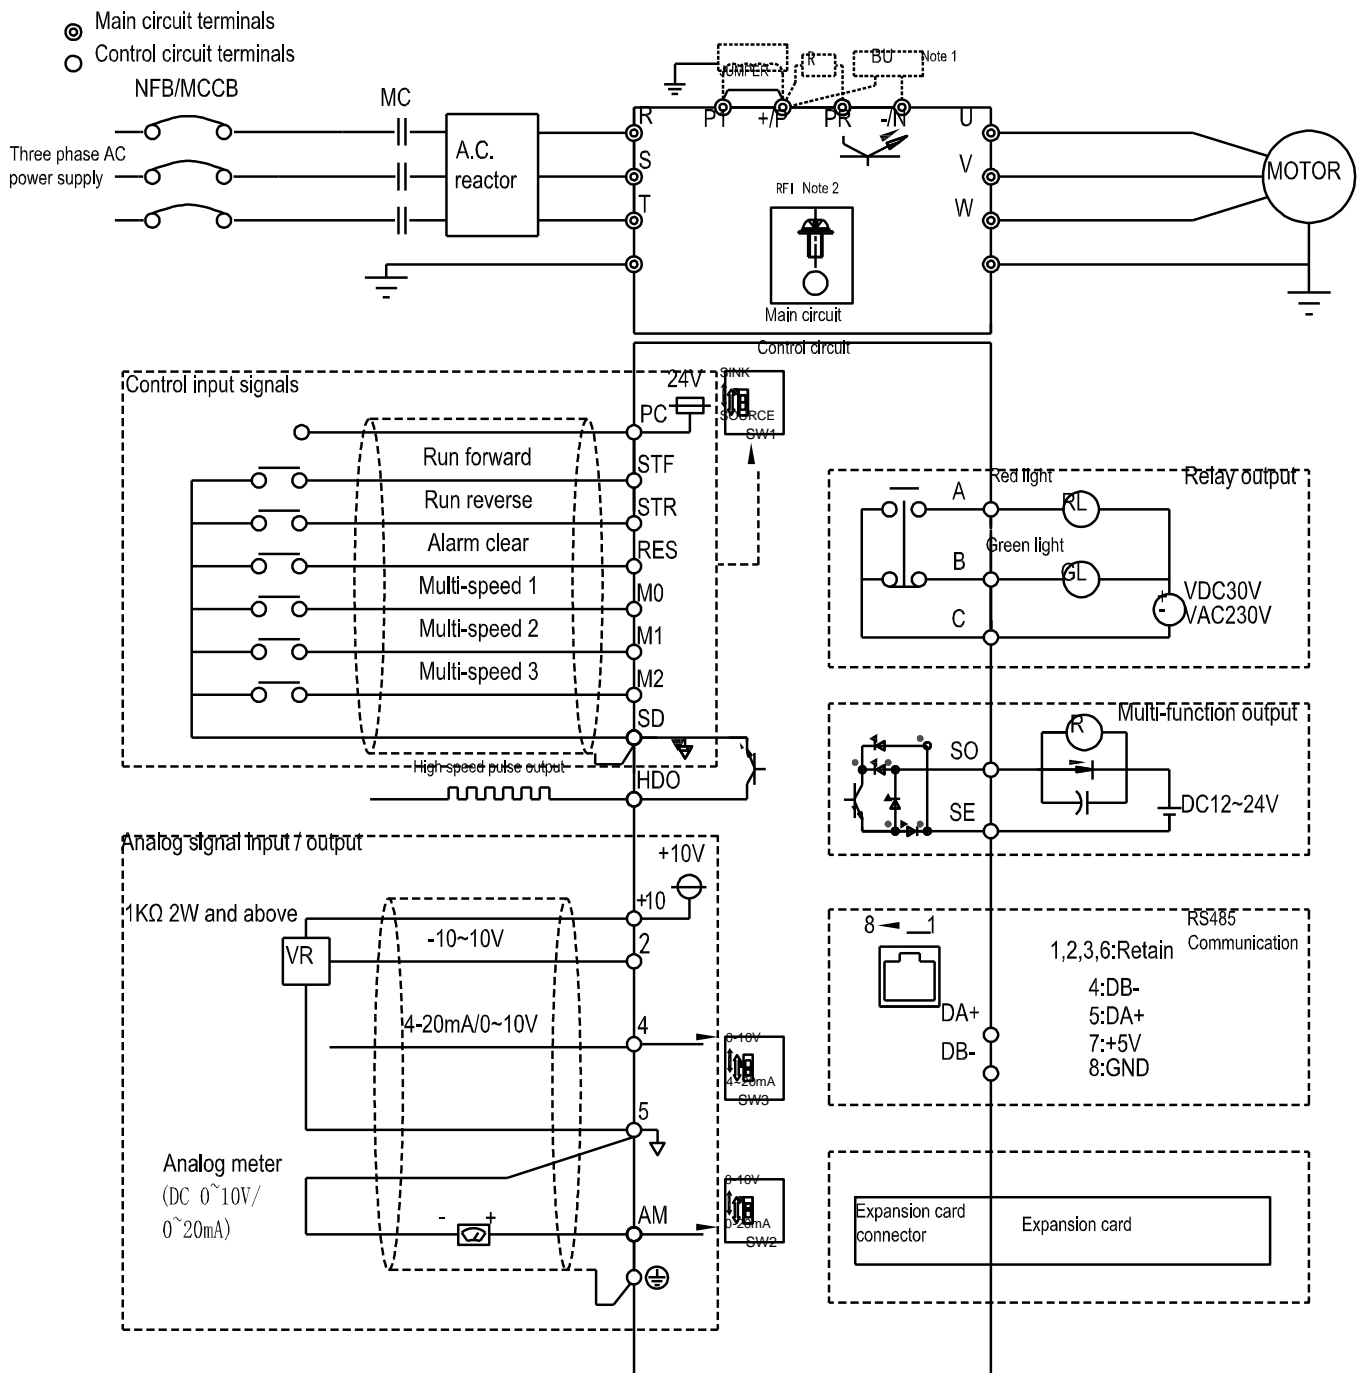 Main circuit terminals
Control circuit terminals
NFB/MCCB
MC
Three phase AC
power supply
A.C.
reactor
JUMPER
R
BU
Note 1
R
P1
+/P
PR
-/N
U
S
V
T
W
RFI Note 2
MOTOR
Main circuit
Control circuit
Control input signals
24V
PC
SINK
SOURCE
SW1
Run forward
STF
Run reverse
STR
Alarm clear
RES
Multi-speed 1
M0
Multi-speed 2
M1
Multi-speed 3
M2
SD
High speed pulse output
HDO
Relay output
Red light
A
RL
Green light
B
GL
C
+
-
VDC30V
VAC230V
Multi-function output
R
SO
SE
DC12~24V
Analog signal input / output
+10V
+10
1KΩ 2W and above
VR
-10~10V
2
4-20mA/0~10V
4
0-10V
4~20mA
SW3
5
Analog meter
(DC 0~10V/
0~20mA)
- +
AM
0-10V
0-20mA
SW2
RS485
Communication
8 1
1,2,3,6:Retain
4:DB-
5:DA+
7:+5V
8:GND
DA+
DB-
Expansion card
connector
Expansion card